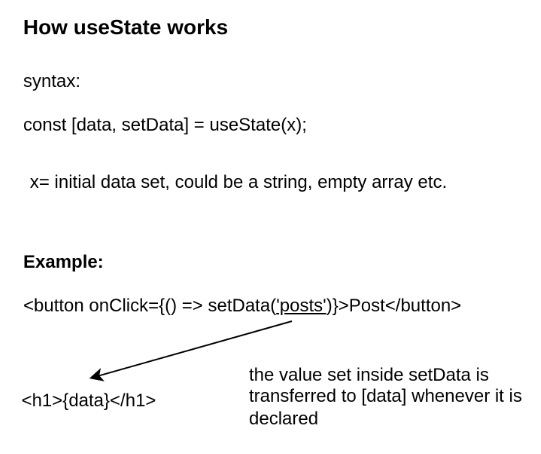 How useState works
syntax:
const [data, setData] = useState(x);
x= initial data set, could be a string, empty array etc.
Example:
<button onClick={() => setData('posts')}>Post</button>
<h1>{data}</h1>
the value set inside setData is
transferred to [data] whenever it is
declared